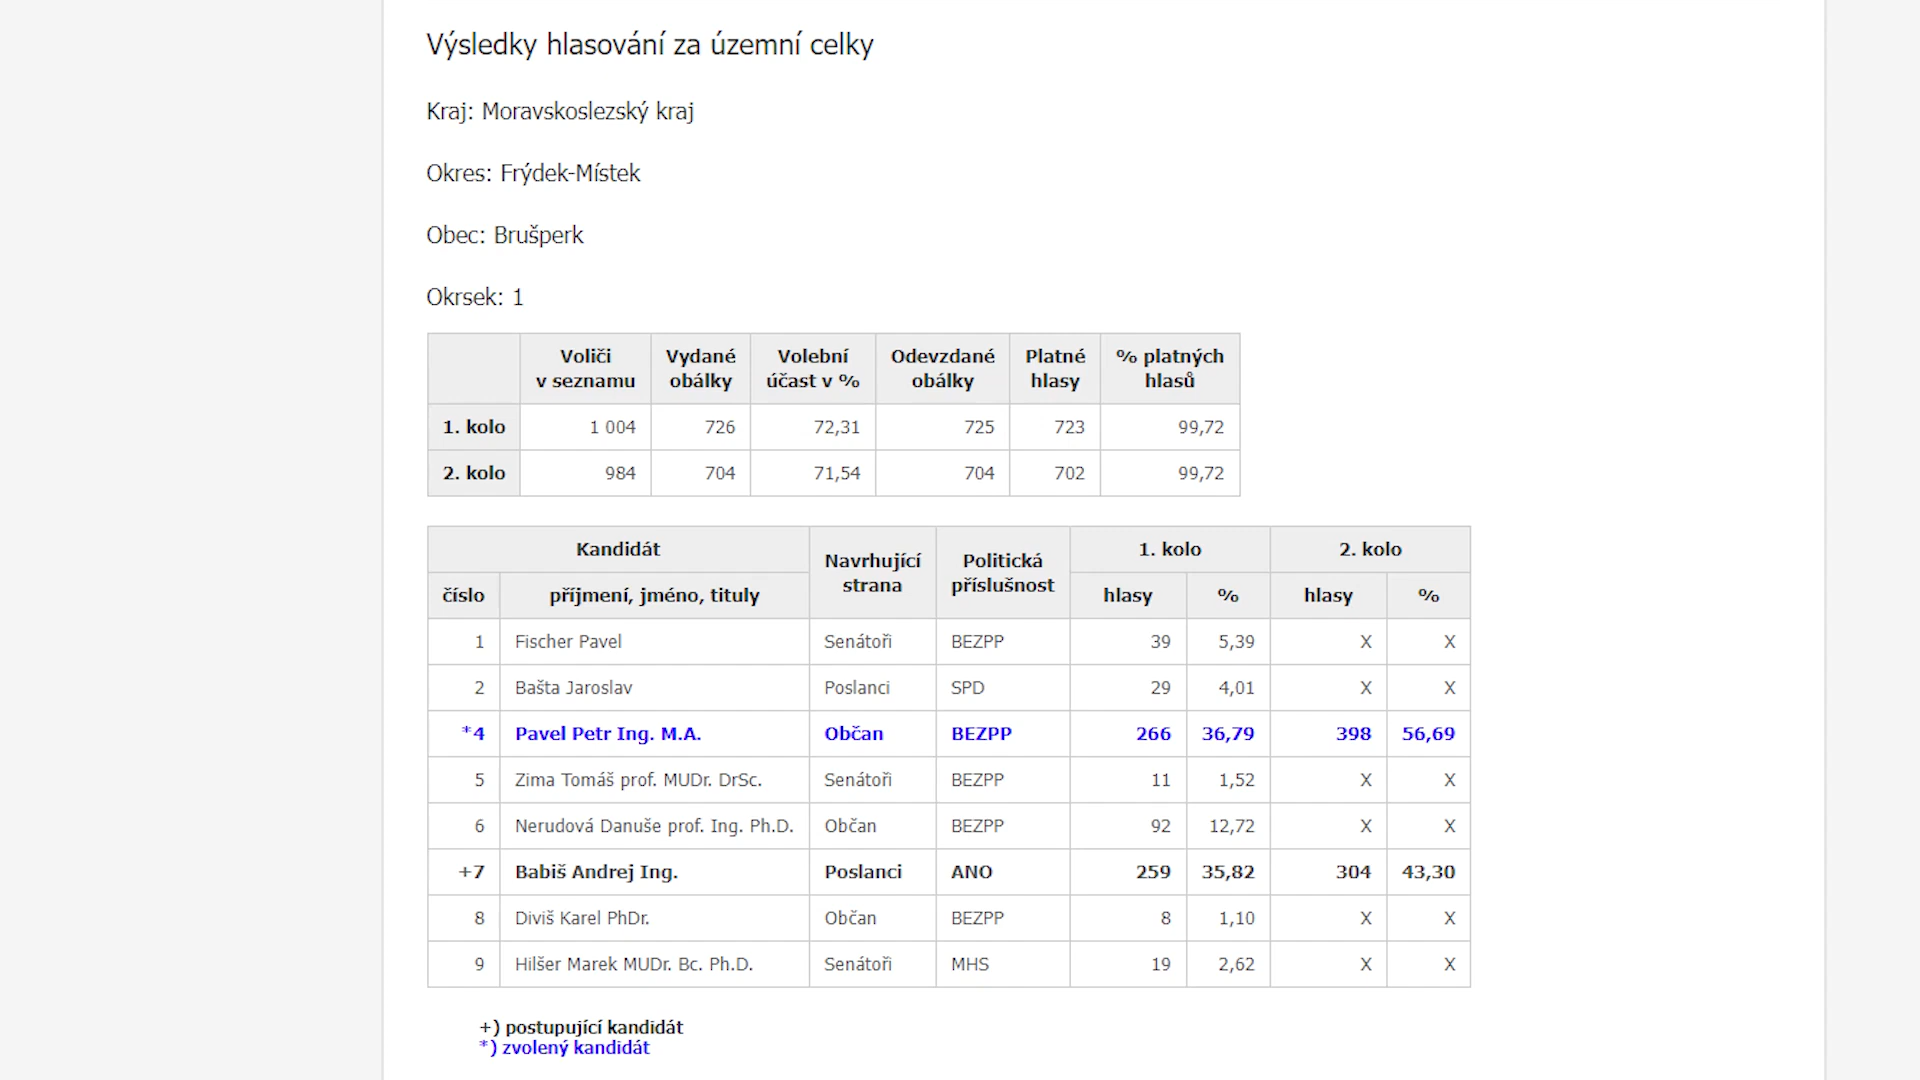 Výsledky hlasování za územní celky
Kraj: Moravskoslezský kraj
Okres: Frýdek-Místek
Obec: Brušperk
Okrsek: 1
Voliči v seznamu Vydané obálky Volební účast v % Odevzdané obálky Platné hlasy % platných hlasů
1. kolo 1 004 726 72,31 725 723 99,72
2. kolo 984 704 71,54 704 702 99,72
Kandidát Navrhující strana Politická příslušnost 1. kolo 2. kolo
číslo příjmení, jméno, tituly hlasy % hlasy %
1 Fischer Pavel Senátoři BEZPP 39 5,39 X X
2 Bašta Jaroslav Poslanci SPD 29 4,01 X X
*4 Pavel Petr Ing. M.A. Občan BEZPP 266 36,79 398 56,69
5 Zima Tomáš prof. MUDr. DrSc. Senátoři BEZPP 11 1,52 X X
6 Nerudová Danuše prof. Ing. Ph.D. Občan BEZPP 92 12,72 X X
+7 Babiš Andrej Ing. Poslanci ANO 259 35,82 304 43,30
8 Diviš Karel PhDr. Občan BEZPP 8 1,10 X X
9 Hilšer Marek MUDr. Bc. Ph.D. Senátoři MHS 19 2,62 X X
+) postupující kandidát
*) zvolený kandidát